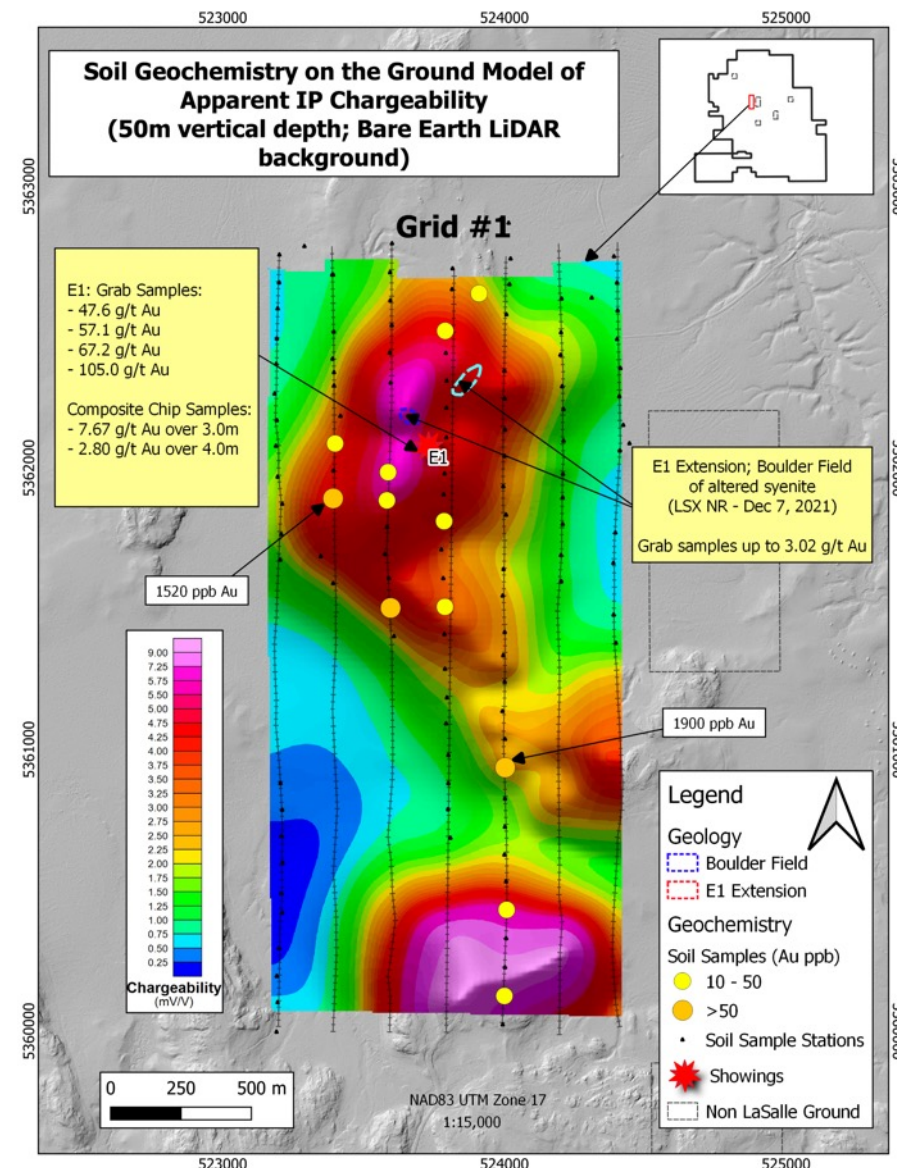 523000
524000
525000
Soil Geochemistry on the Ground Model of
Apparent IP Chargeability
(50m vertical depth; Bare Earth LiDAR
background)
5363000
5363000
Grid #1
E1: Grab Samples:
- 47.6 g/t Au
- 57.1 g/t Au
- 67.2 g/t Au
- 105.0 g/t Au
Composite Chip Samples:
- 7.67 g/t Au over 3.0m
- 2.80 g/t Au over 4.0m
5362000
5362000
E1
E1 Extension; Boulder Field
of altered syenite
(LSX NR - Dec 7, 2021)
Grab samples up to 3.02 g/t Au
1520 ppb Au
9.00
7.25
5.75
5.50
5.00
4.75
4.25
4.00
3.75
3.50
3.00
2.75
2.50
2.25
2.00
1.75
1.50
1.25
1.00
0.75
0.50
0.25
Chargeability
(mV/V)
5361000
5361000
1900 ppb Au
Legend
Geology
Boulder Field
E1 Extension
Geochemistry
Soil Samples (Au ppb)
10 - 50
>50
Soil Sample Stations
Showings
Non LaSalle Ground
5360000
5360000
0 250 500 m
NAD83 UTM Zone 17
1:15,000
523000
524000
525000